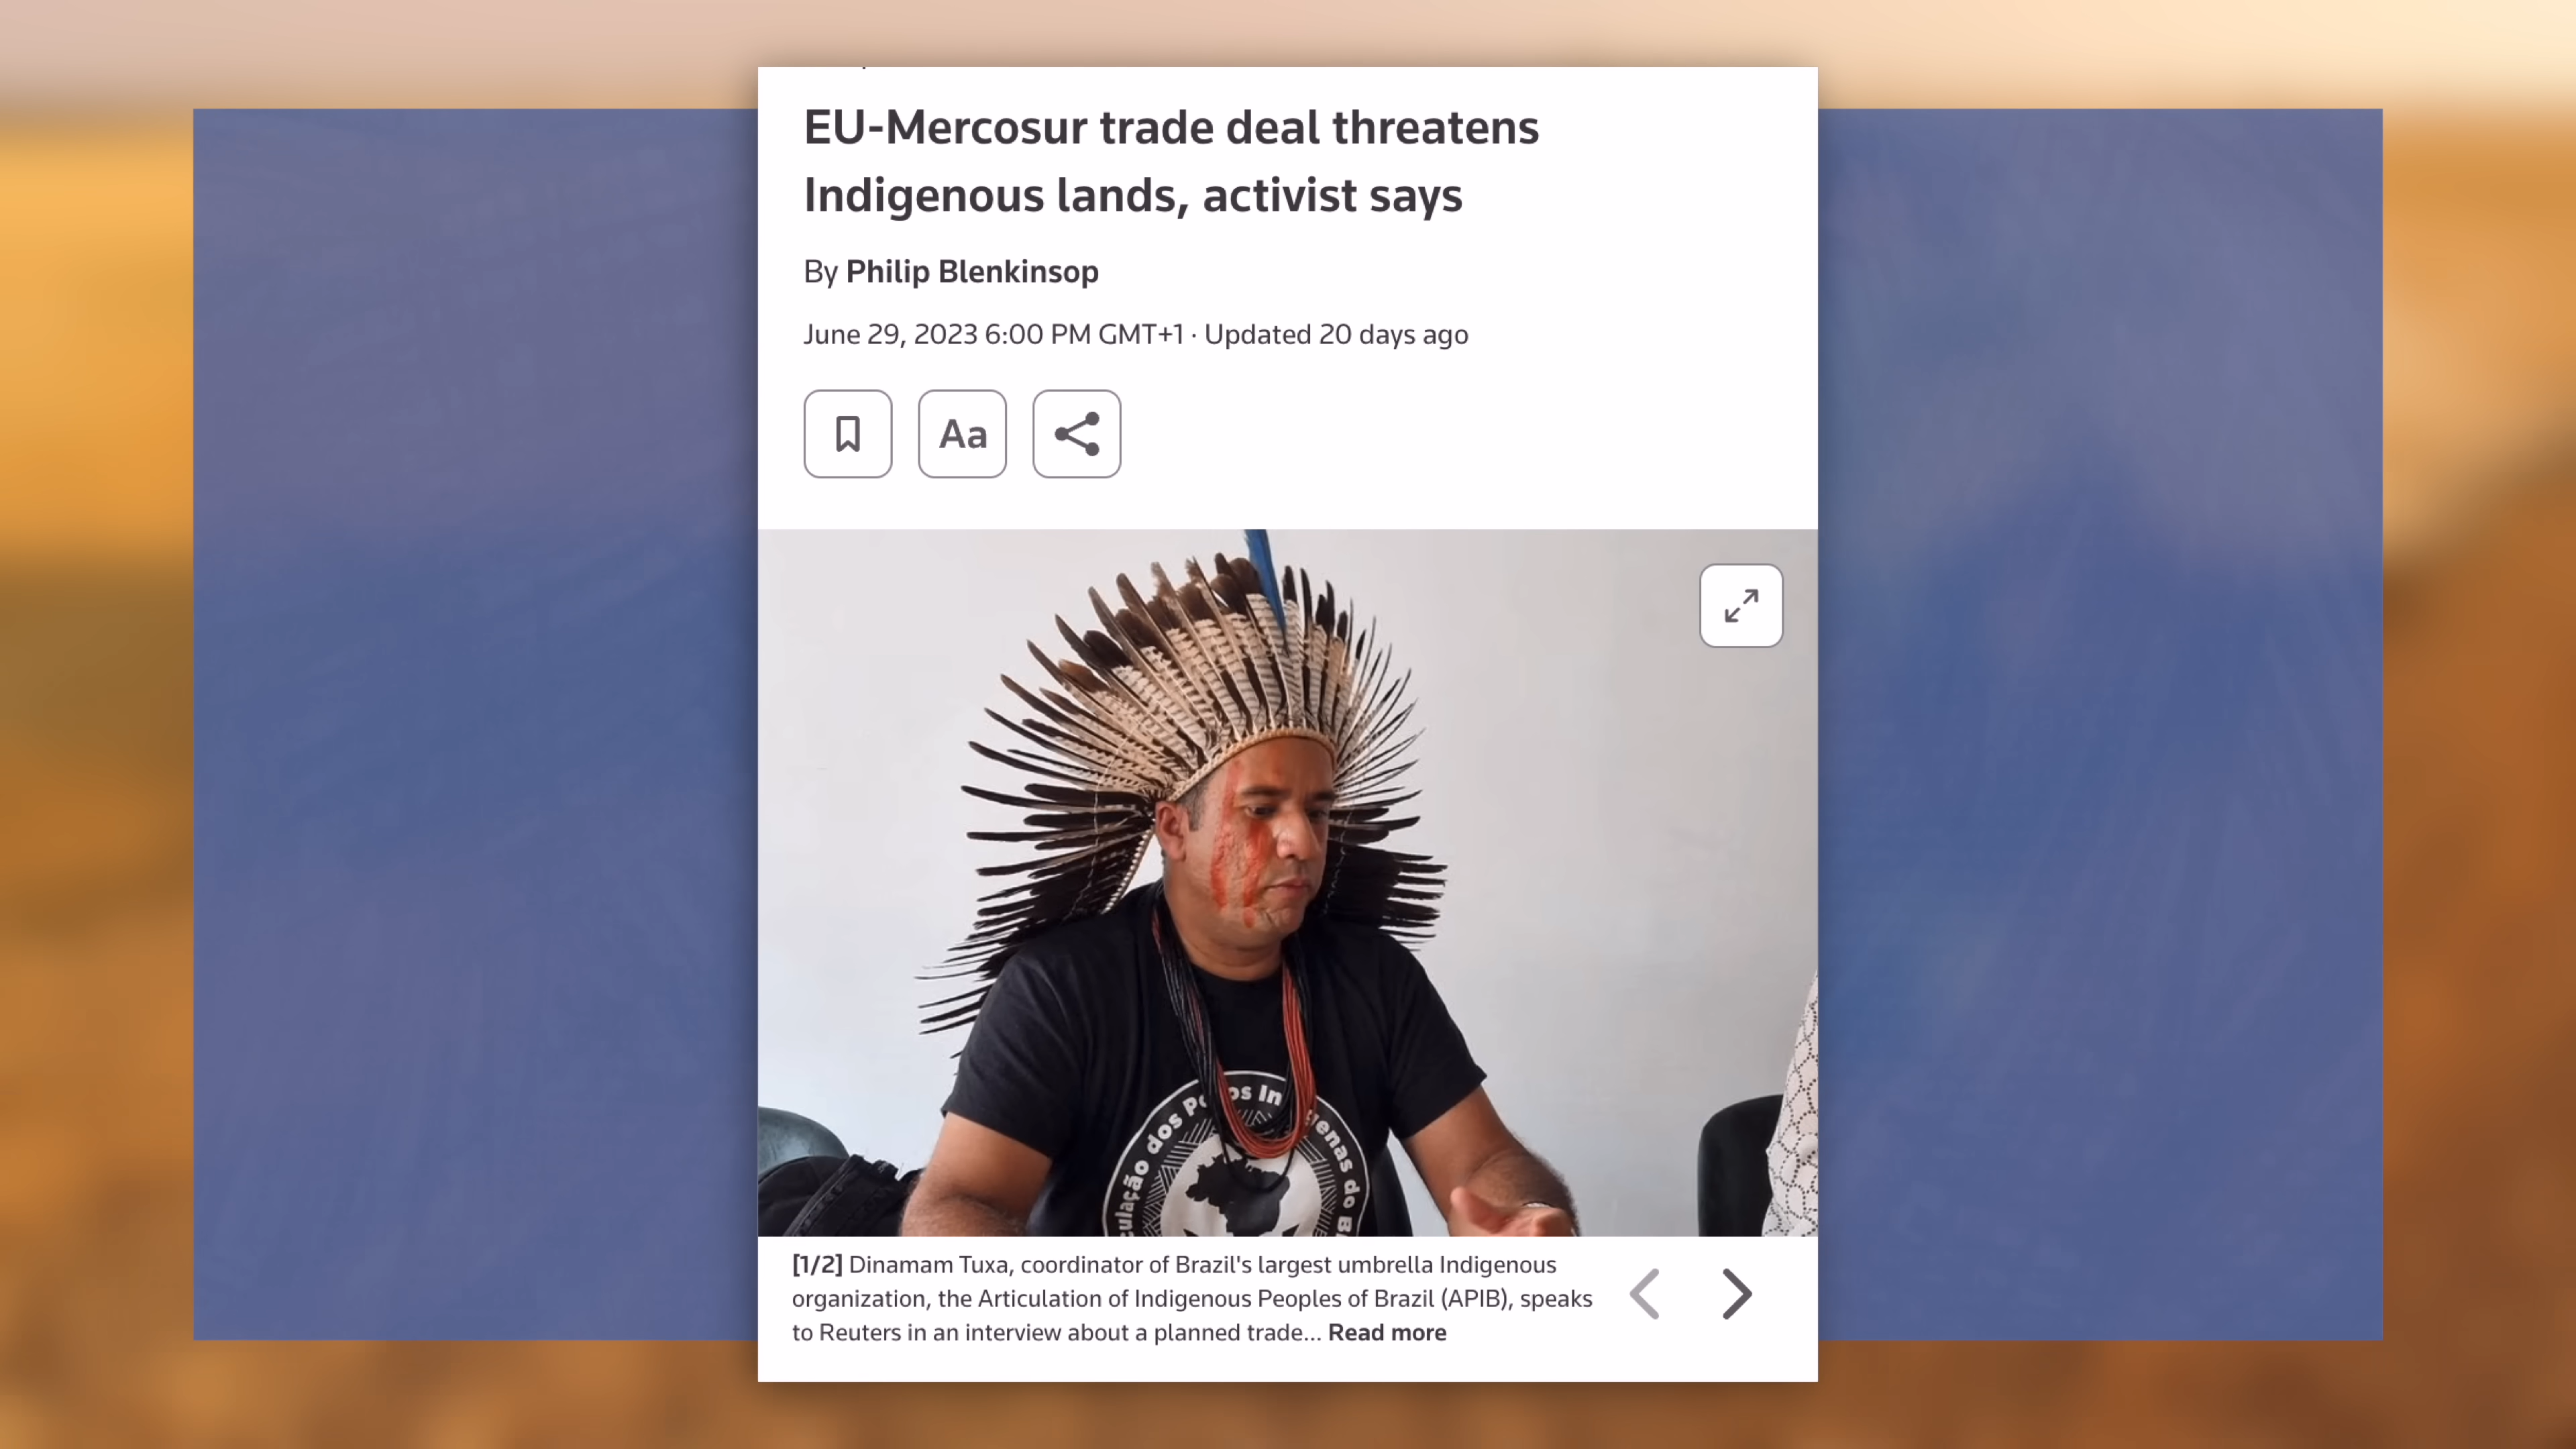 EU-Mercosur trade deal threatens
Indigenous lands, activist says
By Philip Blenkinsop
June 29, 2023 6:00 PM GMT+1 · Updated 20 days ago
Aa
[1/2] Dinamam Tuxa, coordinator of Brazil's largest umbrella Indigenous
organization, the Articulation of Indigenous Peoples of Brazil (APIB), speaks
to Reuters in an interview about a planned trade... Read more